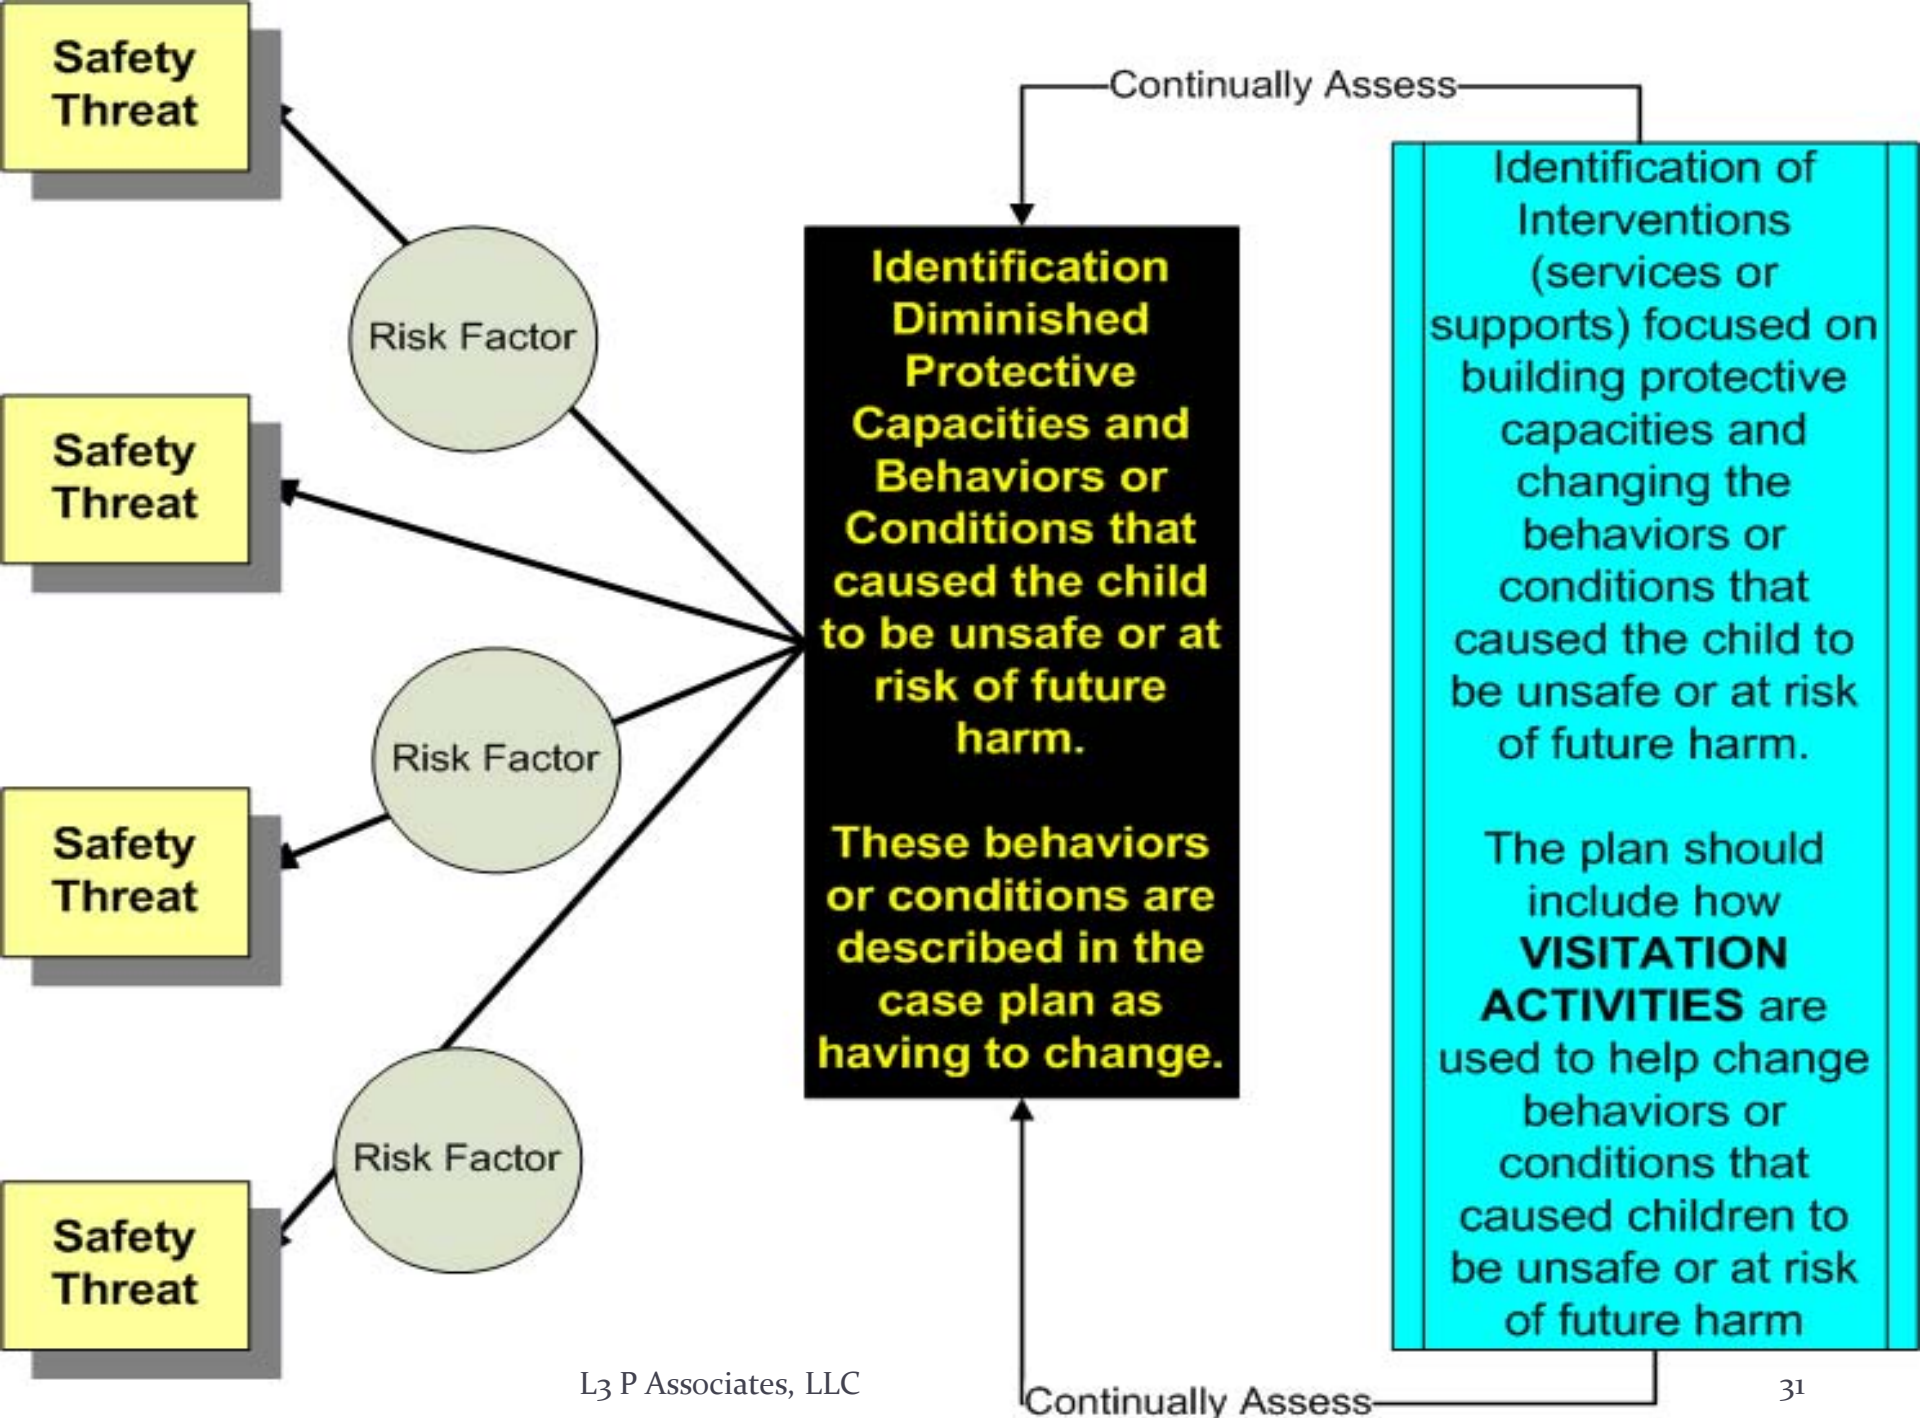 Safety
Threat
Risk Factor
Safety
Threat
Risk Factor
Safety
Threat
Risk Factor
Safety
Threat
Continually Assess
Identification
Diminished
Protective
Capacities and
Behaviors or
Conditions that
caused the child
to be unsafe or at
risk of future
harm.
These behaviors
or conditions are
described in the
case plan as
having to change.
Continually Assess
Identification of
Interventions
(services or
supports) focused on
building protective
capacities and
changing the
behaviors or
conditions that
caused the child to
be unsafe or at risk
of future harm.
The plan should
include how
VISITATION
ACTIVITIES are
used to help change
behaviors or
conditions that
caused children to
be unsafe or at risk
of future harm
L3 P Associates, LLC
31